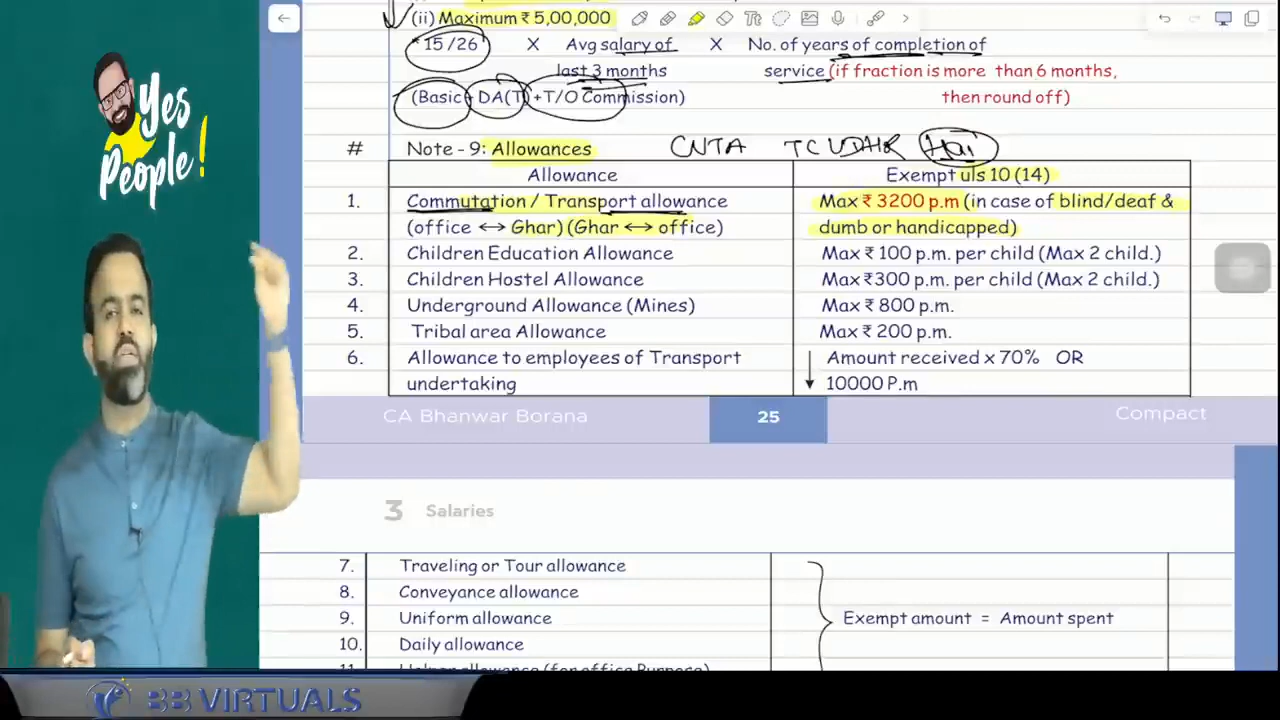 (ii) Maximum ₹ 5,00,000
15/26 X Avg salary of X No. of years of completion of
last 3 months service (if fraction is more than 6 months,
(Basic + DA(T) +T/O Commission) then round off)
# Note - 9: Allowances CNTA TCUDHR Hai
Allowance Exempt u/s 10 (14)
1. Commutation / Transport allowance Max ₹ 3200 p.m (in case of blind/deaf &
(office ↔ Ghar) (Ghar ↔ office) dumb or handicapped)
2. Children Education Allowance Max ₹ 100 p.m. per child (Max 2 child.)
3. Children Hostel Allowance Max ₹300 p.m. per child (Max 2 child.)
4. Underground Allowance (Mines) Max ₹ 800 p.m.
5. Tribal area Allowance Max ₹ 200 p.m.
6. Allowance to employees of Transport Amount received x 70% OR
undertaking 10000 P.m
CA Bhanwar Borana 25 Compact
3 Salaries
7. Traveling or Tour allowance
8. Conveyance allowance
9. Uniform allowance Exempt amount = Amount spent
10. Daily allowance
11. Helper allowance (for office Purpose)
Yes
People!
BB VIRTUALS